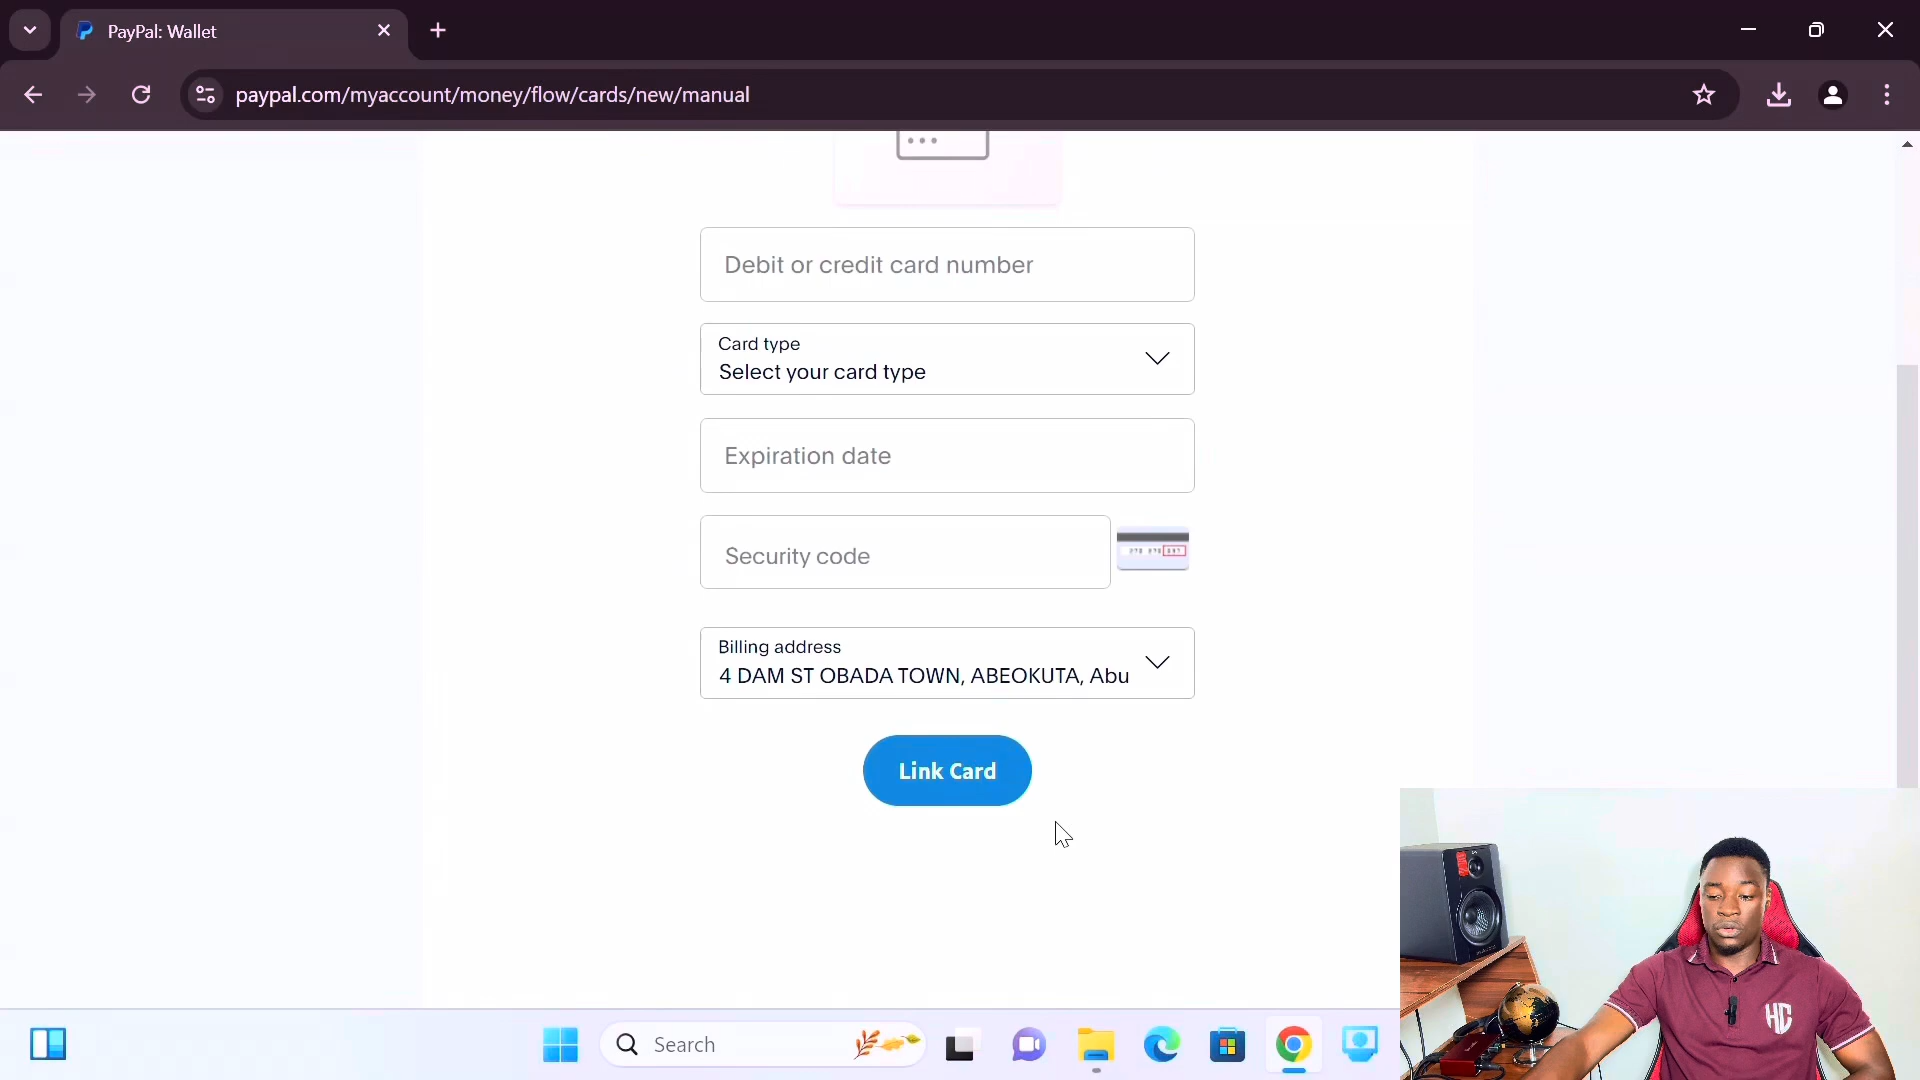 PayPal: Wallet
paypal.com/myaccount/money/flow/cards/new/manual
Debit or credit card number
Card type
Select your card type
Expiration date
Security code
Billing address
4 DAM ST OBADA TOWN, ABEOKUTA, Abu
Link Card
Search
HC